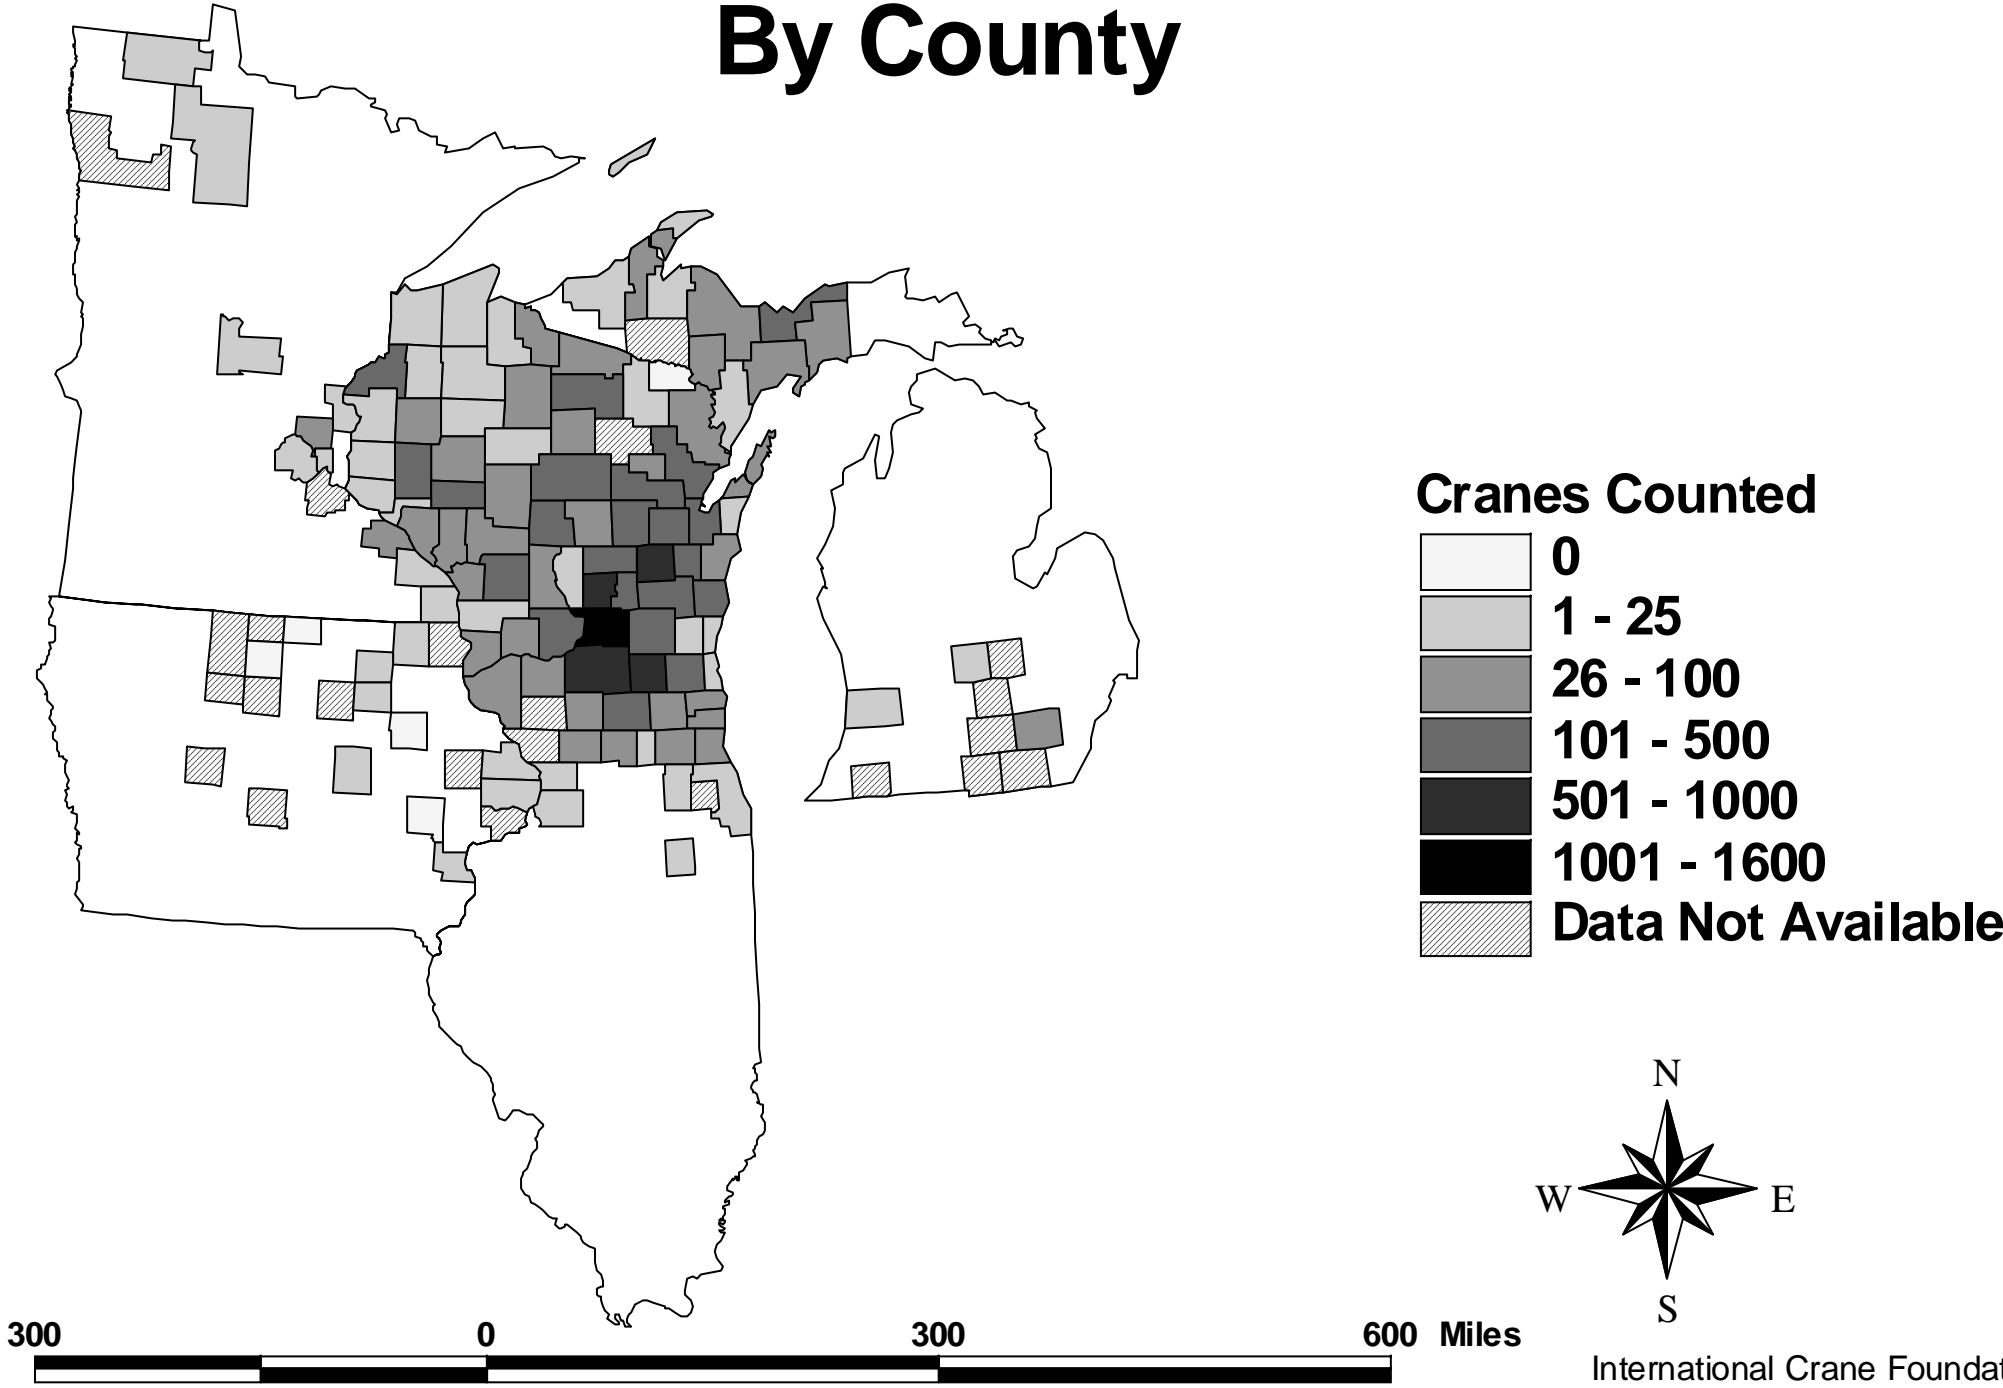 By County
Cranes Counted
0
1 - 25
26 - 100
101 - 500
501 - 1000
1001 - 1600
Data Not Available
N
W E
S
300 0 300 600 Miles
International Crane Foundat